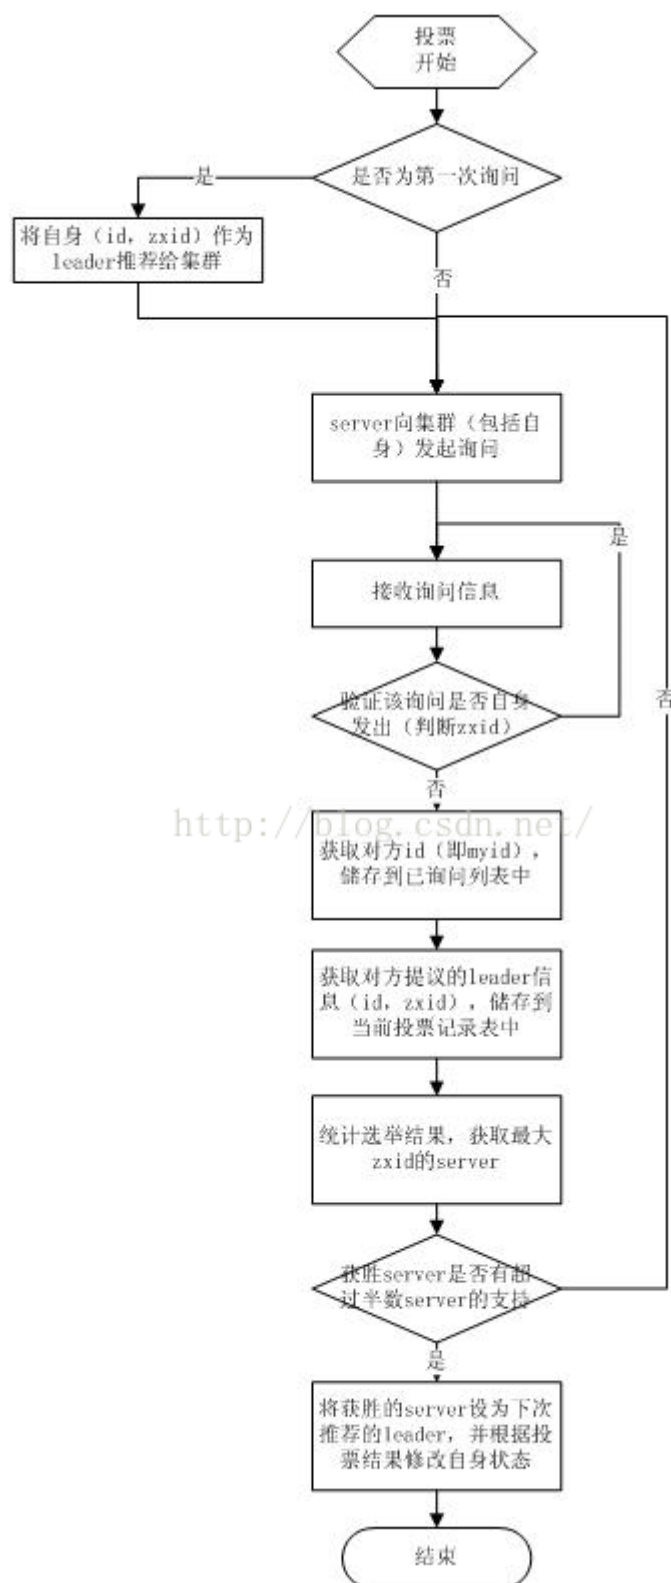 投票
开始
是否为第一次询问
是
将自身（id，zxid）作为
leader推荐给集群
否
server向集群（包括自
身）发起询问
是
接收询问信息
验证该询问是否自身
发出（判断zxid）
否
否
http://blog.csdn.net/
获取对方id（即myid），
储存到已询问列表中
获取对方提议的leader信
息（id，zxid），储存到
当前投票记录表中
统计选举结果，获取最大
zxid的server
获胜server是否有超
过半数server的支持
是
将获胜的server设为下次
推荐的leader，并根据投
票结果修改自身状态
结束